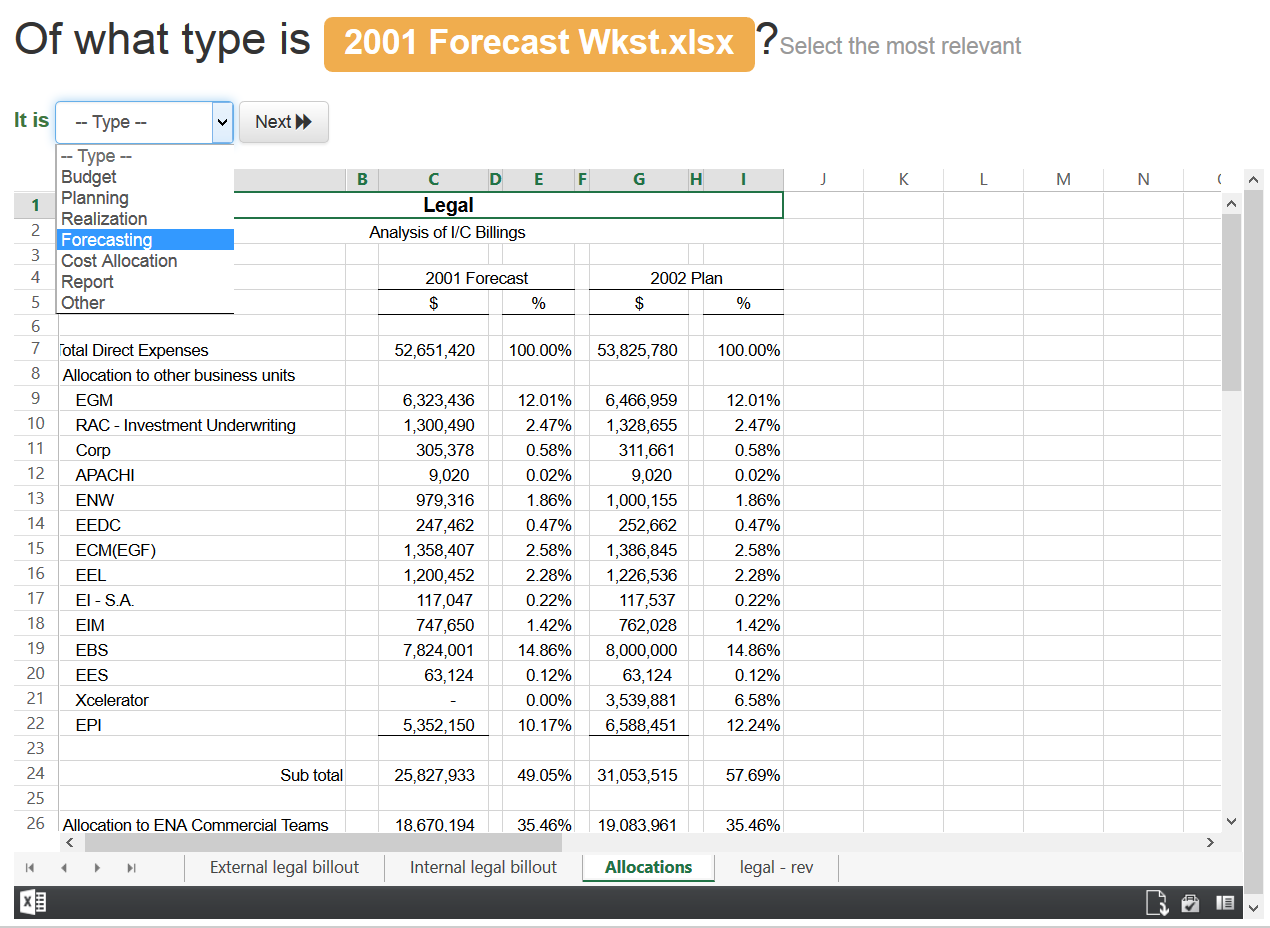 Of what type is 2001 Forecast Wkst.xlsx ? Select the most relevant
It is -- Type -- Next
-- Type --
Budget
Planning
Realization
Forecasting
Cost Allocation
Report
Other
B C D E F G H I J K L M N
1 Legal
2 Analysis of I/C Billings
3
4 2001 Forecast 2002 Plan
5 $ % $ %
6
7 Total Direct Expenses 52,651,420 100.00% 53,825,780 100.00%
8 Allocation to other business units
9 EGM 6,323,436 12.01% 6,466,959 12.01%
10 RAC - Investment Underwriting 1,300,490 2.47% 1,328,655 2.47%
11 Corp 305,378 0.58% 311,661 0.58%
12 APACHI 9,020 0.02% 9,020 0.02%
13 ENW 979,316 1.86% 1,000,155 1.86%
14 EEDC 247,462 0.47% 252,662 0.47%
15 ECM(EGF) 1,358,407 2.58% 1,386,845 2.58%
16 EEL 1,200,452 2.28% 1,226,536 2.28%
17 EI - S.A. 117,047 0.22% 117,537 0.22%
18 EIM 747,650 1.42% 762,028 1.42%
19 EBS 7,824,001 14.86% 8,000,000 14.86%
20 EES 63,124 0.12% 63,124 0.12%
21 Xcelerator - 0.00% 3,539,881 6.58%
22 EPI 5,352,150 10.17% 6,588,451 12.24%
23
24 Sub total 25,827,933 49.05% 31,053,515 57.69%
25
26 Allocation to ENA Commercial Teams 18,670,194 35.46% 19,083,961 35.46%
External legal billout Internal legal billout Allocations legal - rev